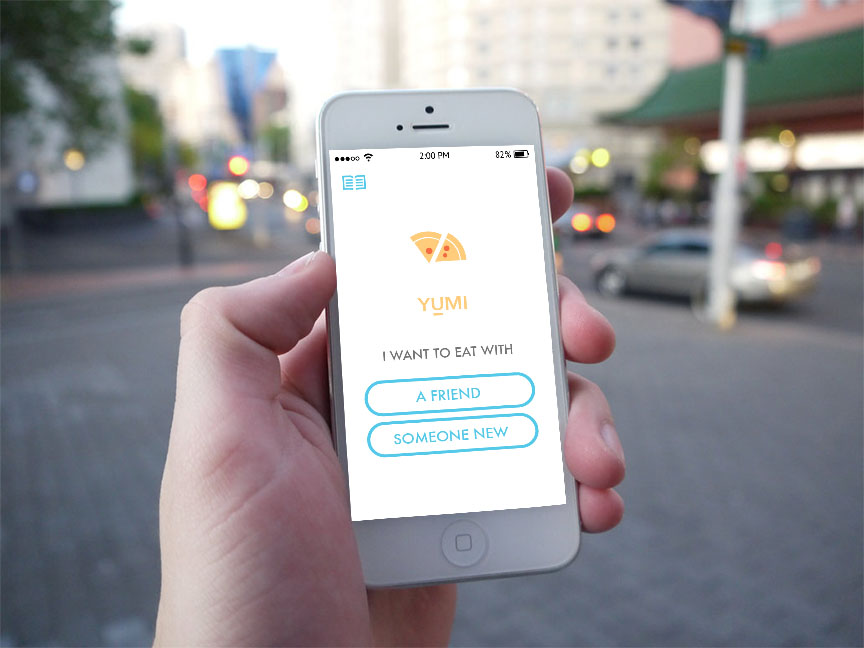 2:00 PM 82%
YUMI
I WANT TO EAT WITH
A FRIEND
SOMEONE NEW